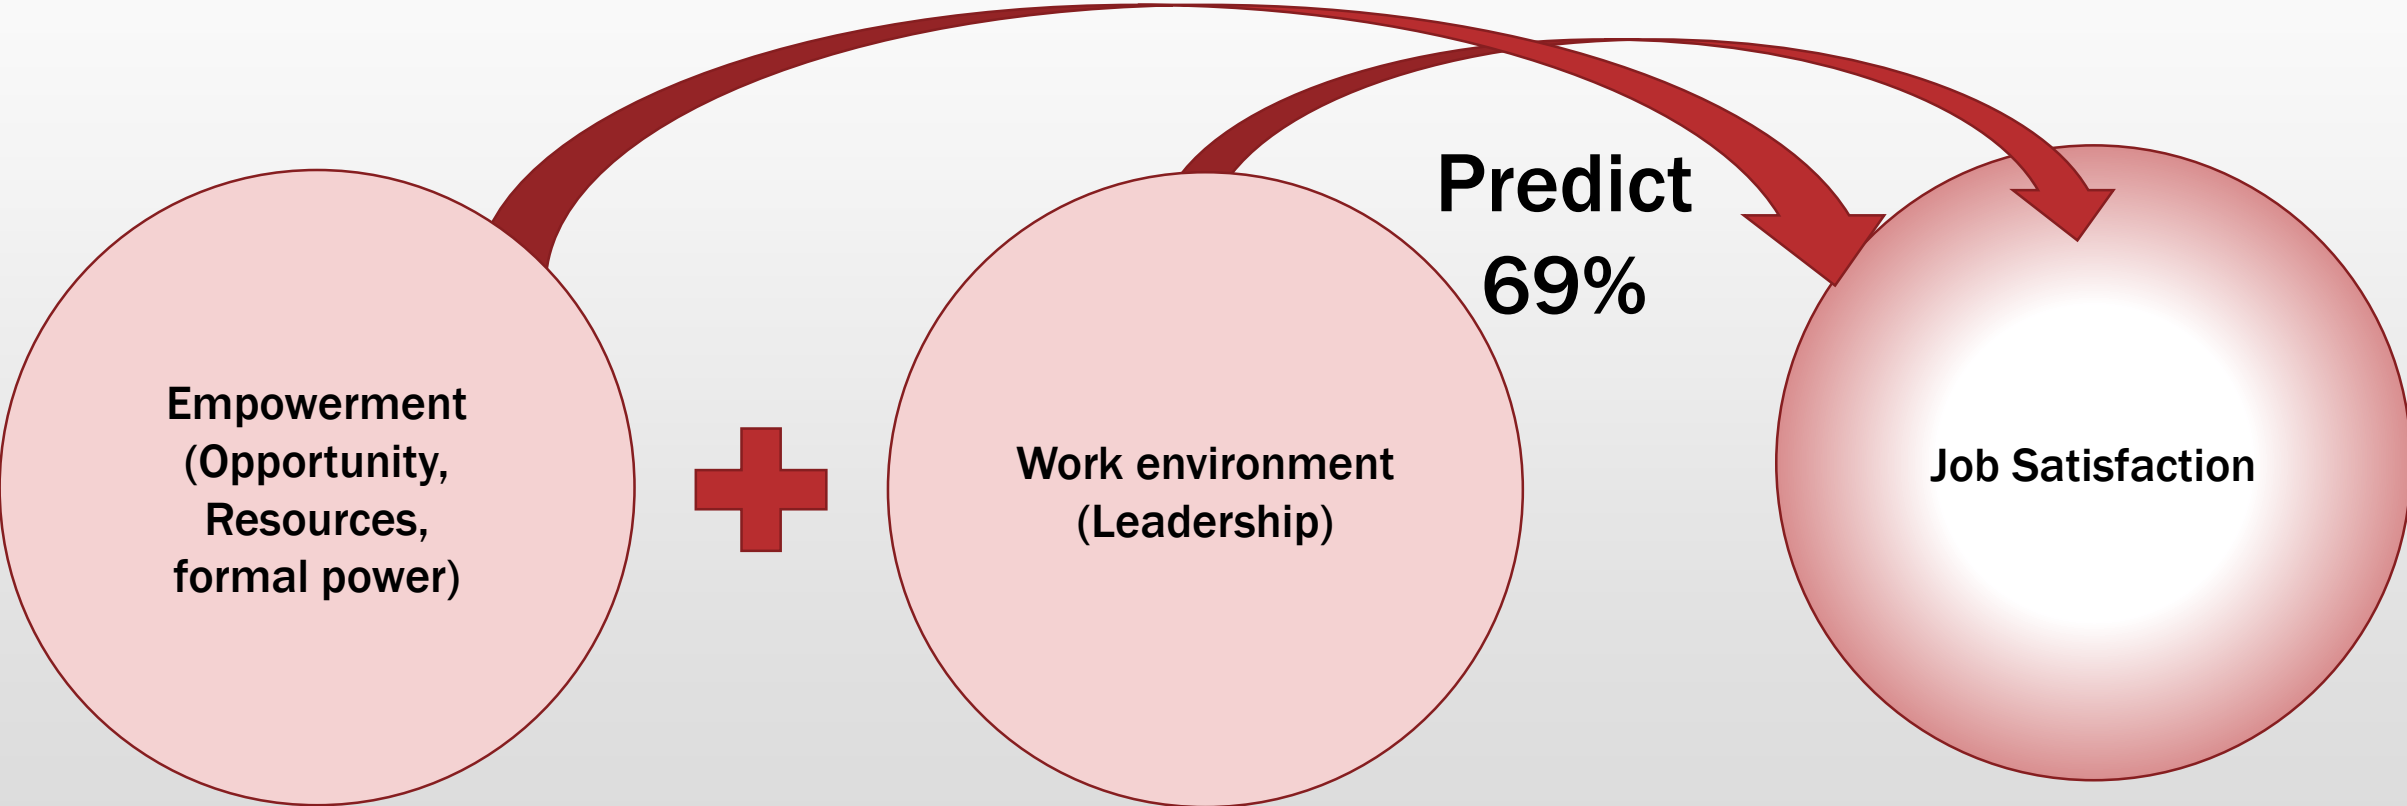 Empowerment
(Opportunity,
Resources,
formal power)
Work environment
(Leadership)
Predict
69%
Job Satisfaction